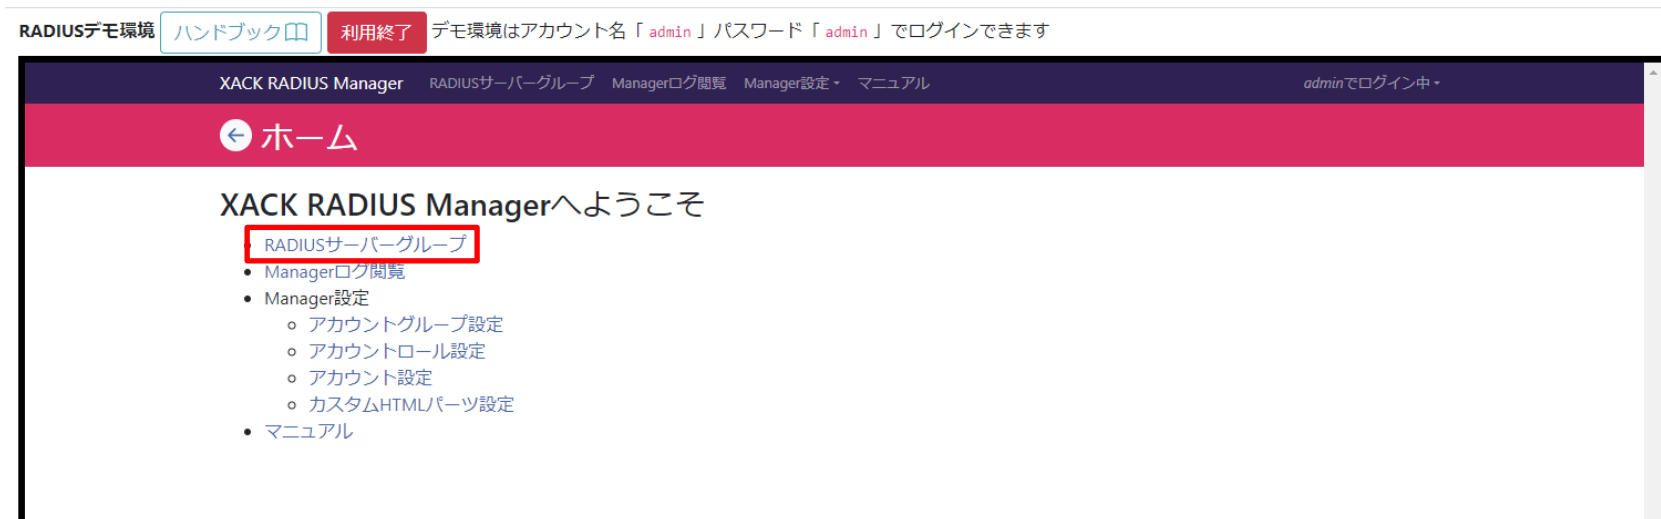 RADIUSデモ環境 ハンドブック 利用終了 デモ環境はアカウント名「 admin 」パスワード「 admin 」でログインできます
XACK RADIUS Manager RADIUSサーバーグループ Managerログ閲覧 Manager設定 マニュアル adminでログイン中
ホーム
XACK RADIUS Managerへようこそ
RADIUSサーバーグループ
Managerログ閲覧
Manager設定
アカウントグループ設定
アカウントロール設定
アカウント設定
カスタムHTMLパーツ設定
マニュアル